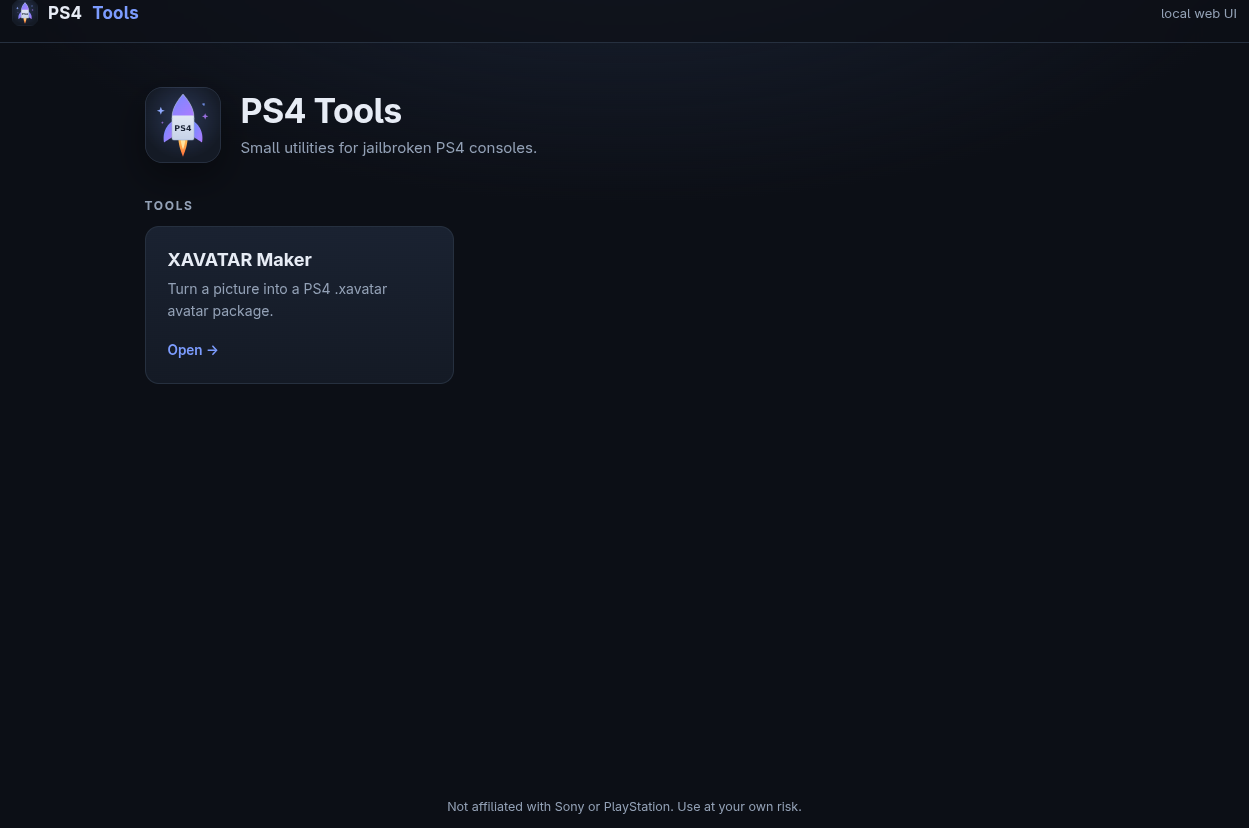 PS4 Tools
local web UI
PS4
PS4 Tools
Small utilities for jailbroken PS4 consoles.
TOOLS
XAVATAR Maker
Turn a picture into a PS4 .xavatar
avatar package.
Open →
Not affiliated with Sony or PlayStation. Use at your own risk.